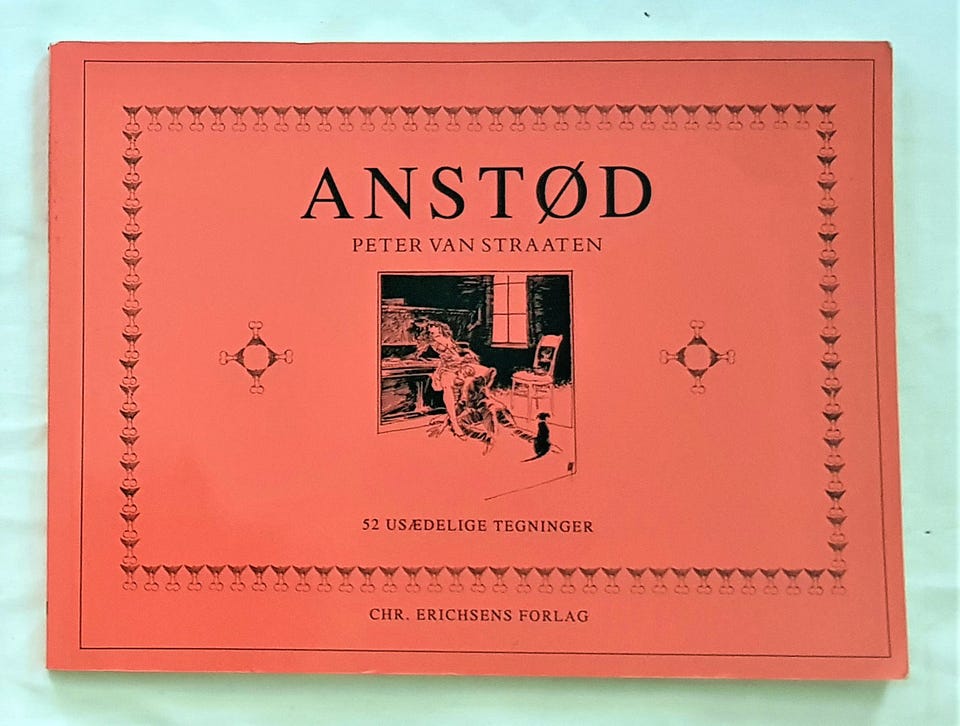 ANSTØD
PETER VAN STRAATEN
52 USÆDELIGE TEGNINGER
CHR. ERICHSENS FORLAG